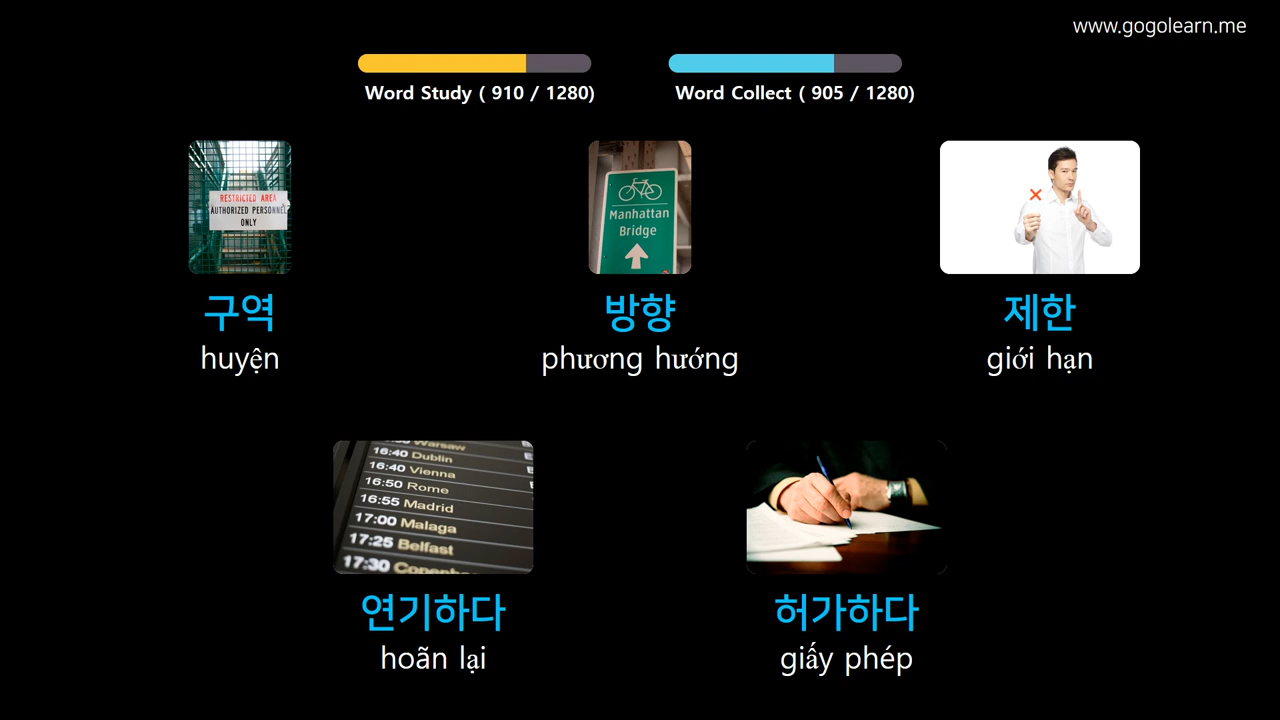 www.gogolearn.me
Word Study ( 910 / 1280)
Word Collect ( 905 / 1280)
RESTRICTED AREA
AUTHORIZED PERSONNEL
ONLY
Manhattan
Bridge
구역
huyện
방향
phương hướng
제한
giới hạn
Warsaw
16:40 Dublin
16:40 Vienna
16:50 Rome
16:55 Madrid
17:00 Malaga
17:25 Belfast
17:30
연기하다
hoãn lại
허가하다
giấy phép